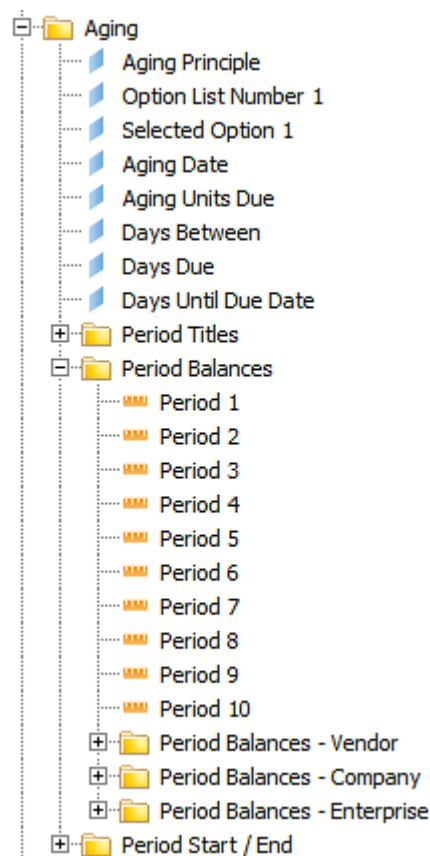 Aging
Aging Principle
Option List Number 1
Selected Option 1
Aging Date
Aging Units Due
Days Between
Days Due
Days Until Due Date
Period Titles
Period Balances
Period 1
Period 2
Period 3
Period 4
Period 5
Period 6
Period 7
Period 8
Period 9
Period 10
Period Balances - Vendor
Period Balances - Company
Period Balances - Enterprise
Period Start / End